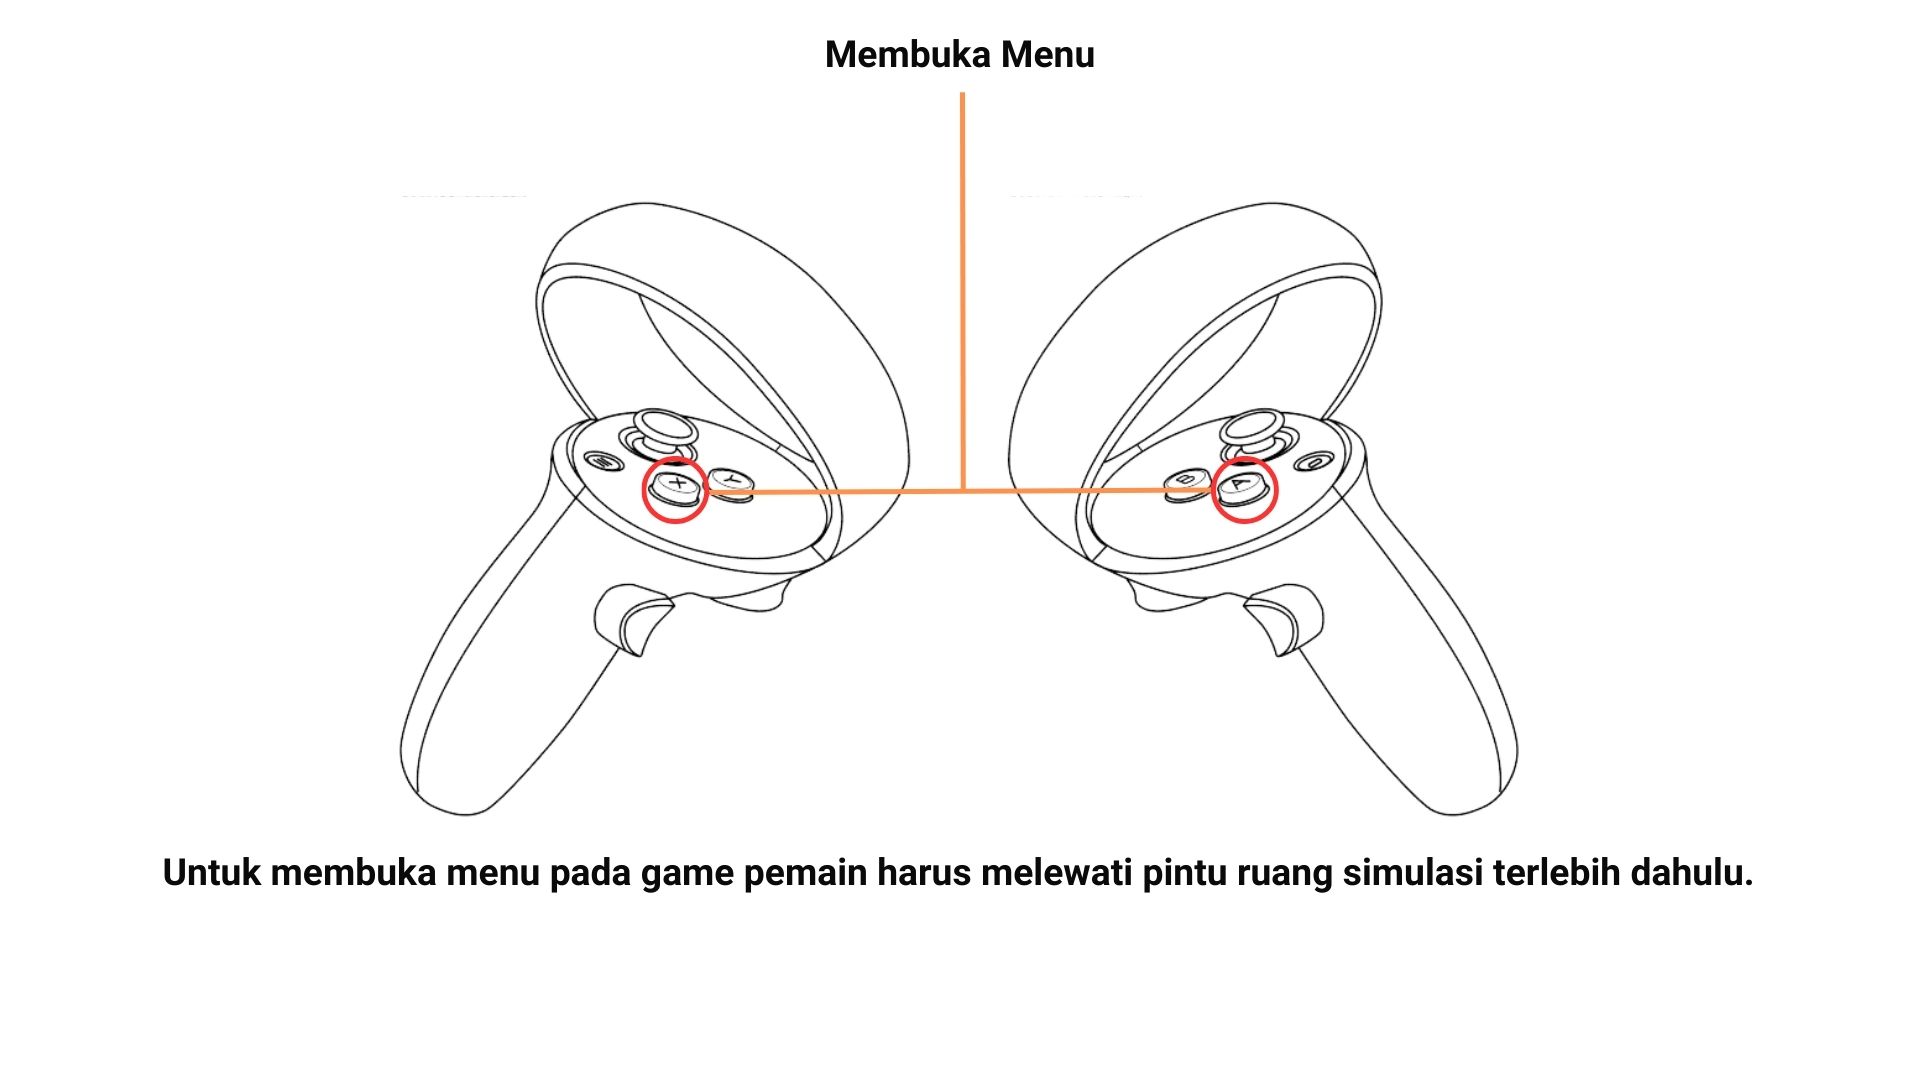 Membuka Menu
X
Y
B
A
Untuk membuka menu pada game pemain harus melewati pintu ruang simulasi terlebih dahulu.